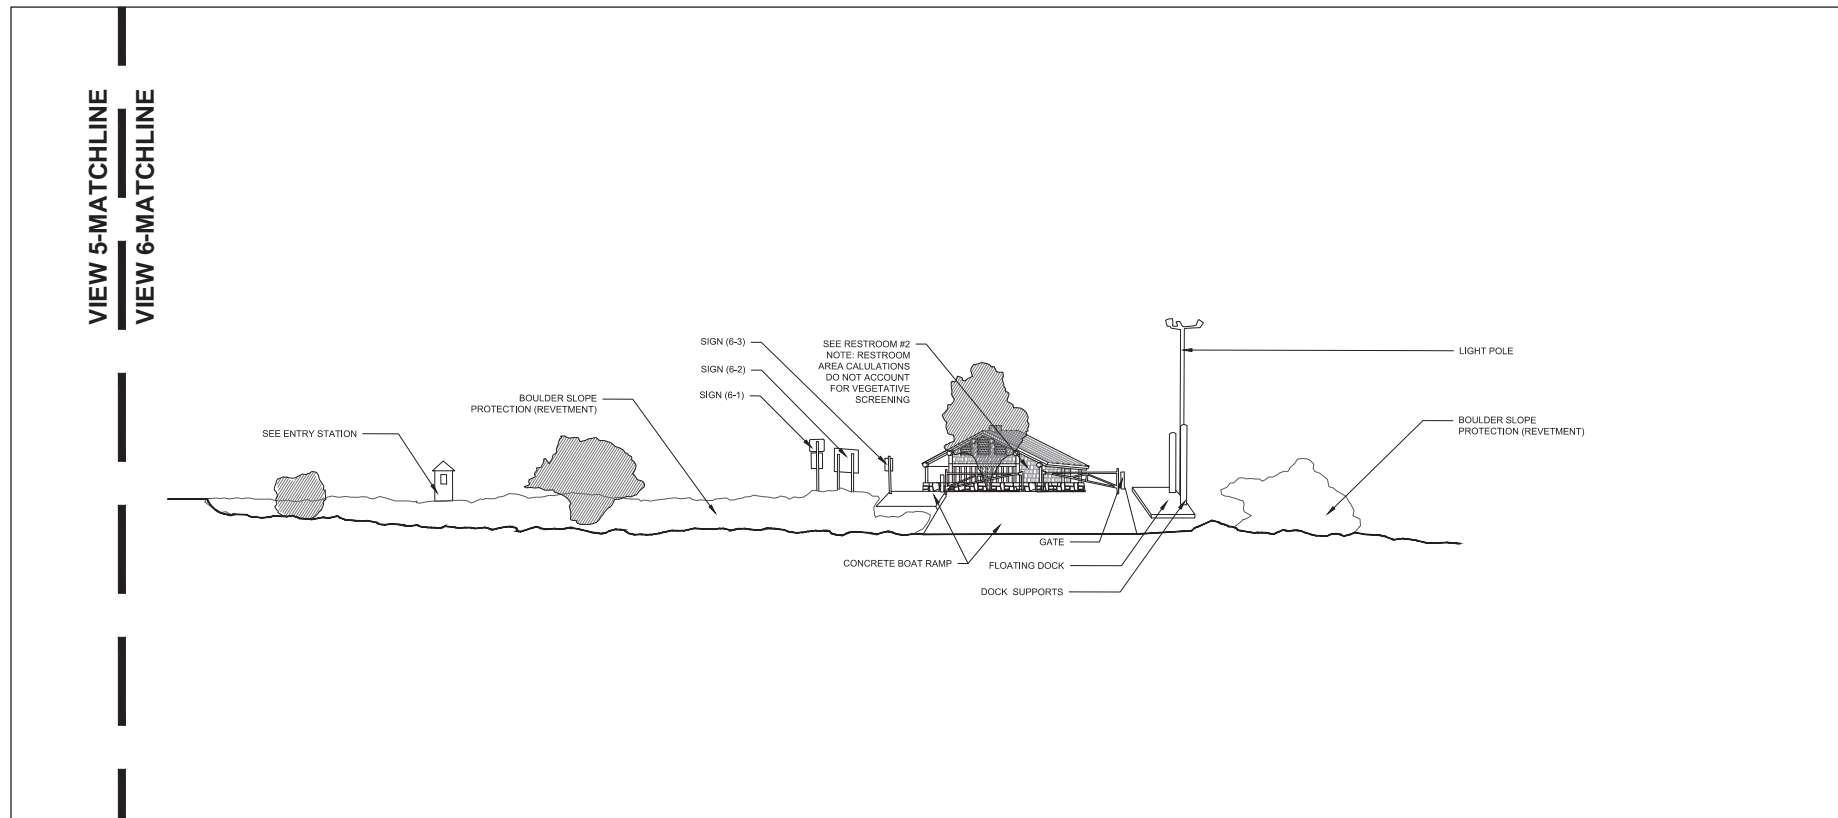 VIEW 5-MATCHLINE
VIEW 6-MATCHLINE
SIGN (6-3)
SIGN (6-2)
SIGN (6-1)
SEE RESTROOM #2
NOTE: RESTROOM
AREA CALULATIONS
DO NOT ACCOUNT
FOR VEGETATIVE
SCREENING
LIGHT POLE
BOULDER SLOPE
PROTECTION (REVETMENT)
SEE ENTRY STATION
BOULDER SLOPE
PROTECTION (REVETMENT)
GATE
CONCRETE BOAT RAMP
FLOATING DOCK
DOCK SUPPORTS